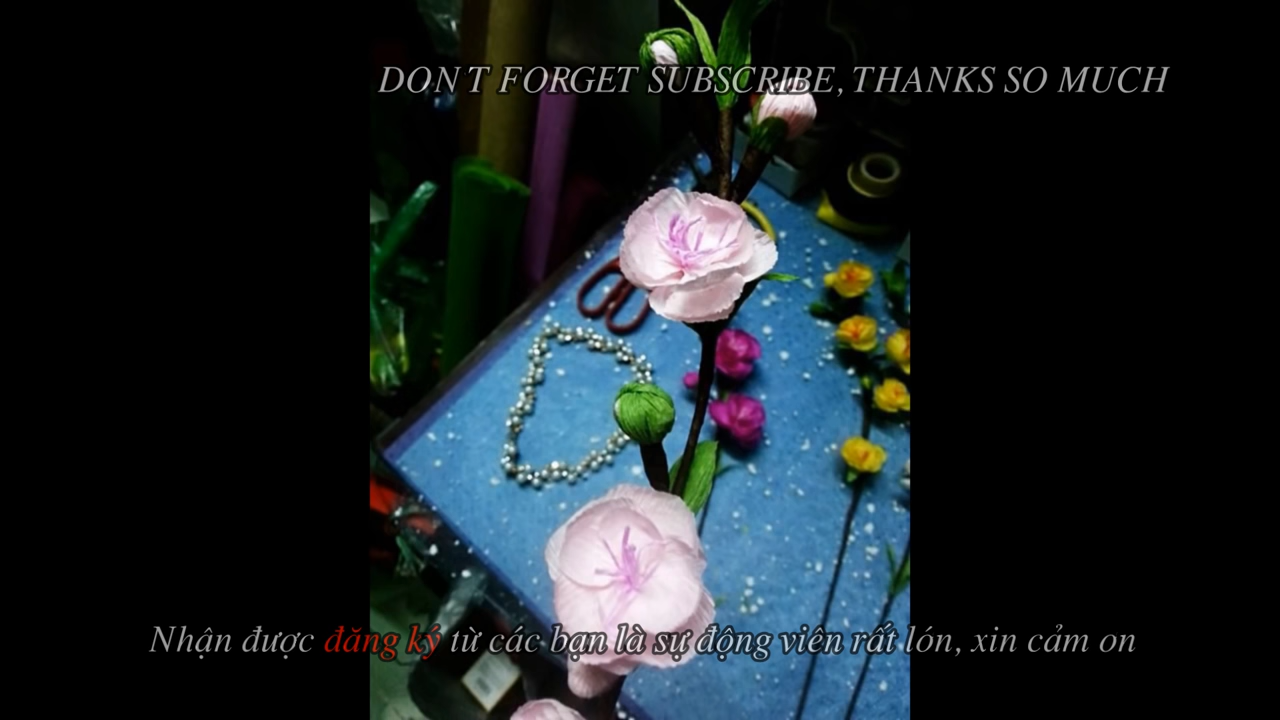 DON'T FORGET SUBSCRIBE, THANKS SO MUCH
Nhận được đăng ký từ các bạn là sự động viên rất lón, xin cảm on